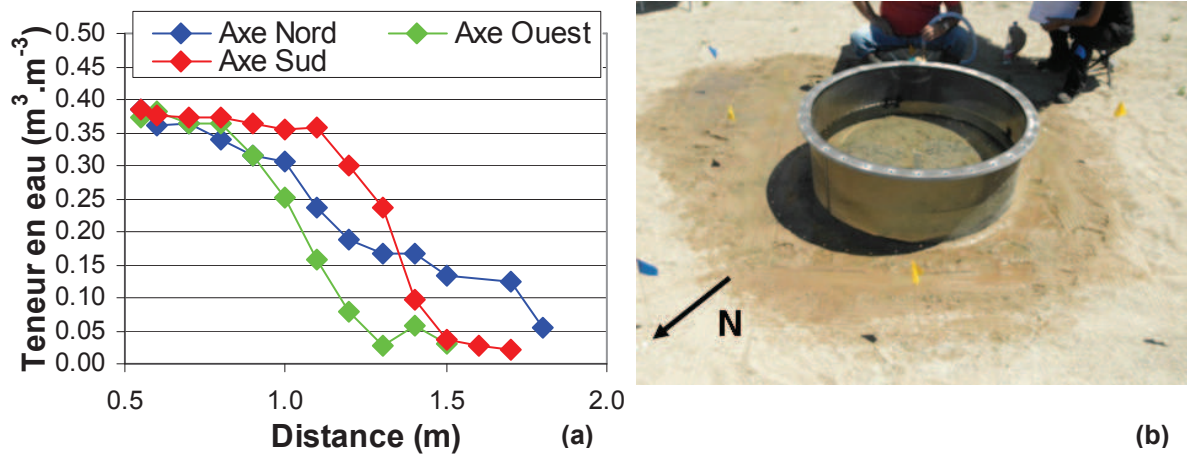 0.50
0.45
0.40
0.35
0.30
0.25
0.20
0.15
0.10
0.05
0.00
Teneur en eau (m³.m⁻³)
Axe Nord
Axe Ouest
Axe Sud
0.5 1.0 1.5 2.0
Distance (m)
(a)
N
(b)